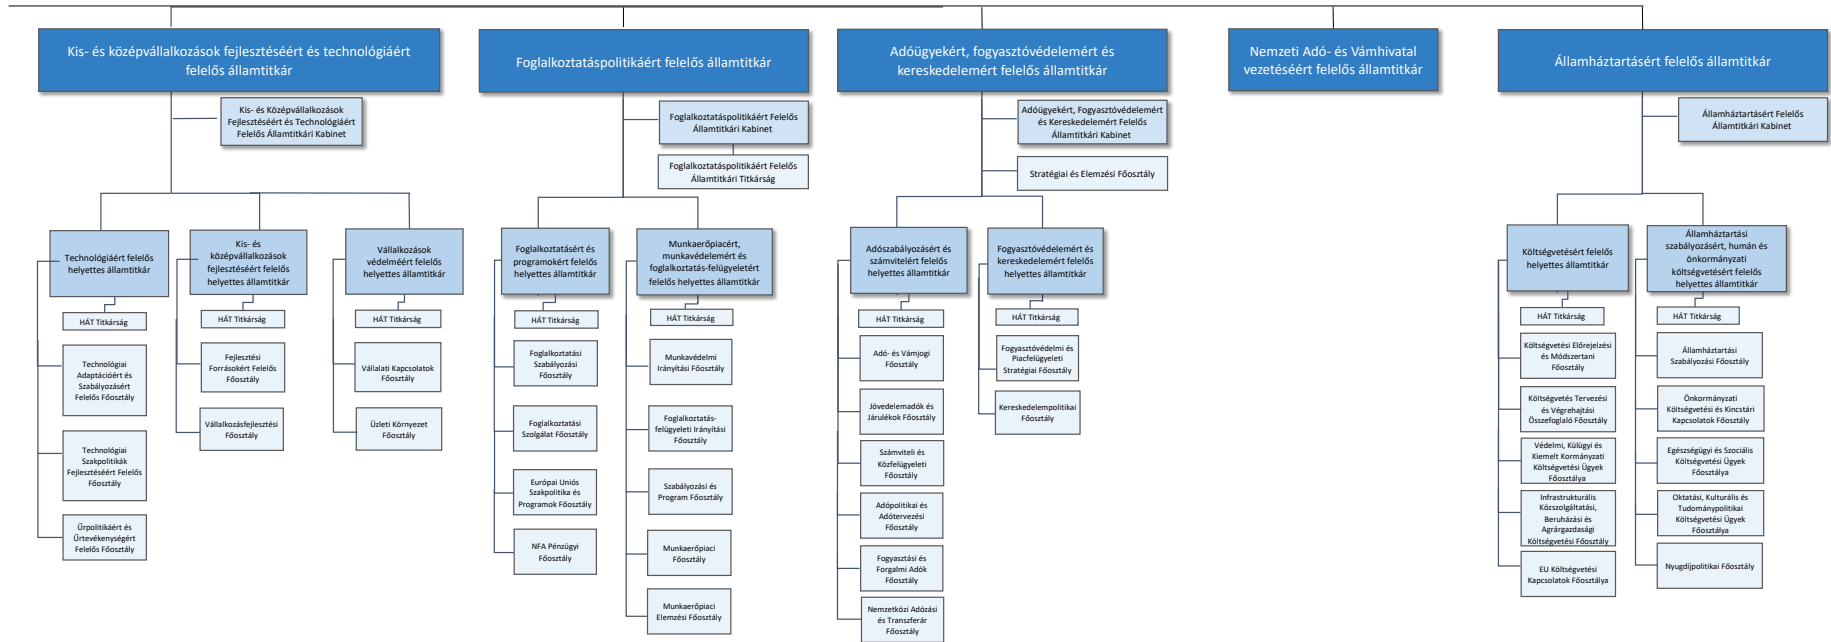 Kis- és középvállalkozások fejlesztéséért és technológiáért
felelős államtitkár
Kis- és Középvállalkozások
Fejlesztéséért és Technológiáért
Felelős Államtitkári Kabinet
Technológiáért felelős
helyettes államtitkár
HÁT Titkárság
Technológiai
Adaptációért és
Szabályozásért
Felelős Főosztály
Technológiai
Szakpolitikák
Fejlesztéséért Felelős
Főosztály
Űrpolitikáért és
Űrtevékenységért
Felelős Főosztály
Kis- és
középvállalkozások
fejlesztéséért felelős
helyettes államtitkár
HÁT Titkárság
Fejlesztési
Forrásokért Felelős
Főosztály
Vállalkozásfejlesztési
Főosztály
Vállalkozások
védelméért felelős
helyettes államtitkár
HÁT Titkárság
Vállalati Kapcsolatok
Főosztály
Üzleti Környezet
Főosztály
Foglalkoztatáspolitikáért felelős államtitkár
Foglalkoztatáspolitikáért Felelős
Államtitkári Kabinet
Foglalkoztatáspolitikáért Felelős
Államtitkári Titkárság
Foglalkoztatásért és
programokért felelős
helyettes államtitkár
HÁT Titkárság
Foglalkoztatási
Szabályozási
Főosztály
Foglalkoztatási
Szolgálat Főosztály
Európai Uniós
Szakpolitika és
Programok Főosztály
NFA Pénzügyi
Főosztály
Munkaerőpiacért,
munkavédelemért és
foglalkoztatás-felügyeletért
felelős helyettes államtitkár
HÁT Titkárság
Munkavédelmi
Irányítási Főosztály
Foglalkoztatás-
felügyeleti Irányítási
Főosztály
Szabályozási és
Program Főosztály
Munkaerőpiaci
Főosztály
Munkaerőpiaci
Elemzési Főosztály
Adóügyekért, fogyasztóvédelemért és
kereskedelemért felelős államtitkár
Adóügyekért, Fogyasztóvédelemért
és Kereskedelemért Felelős
Államtitkári Kabinet
Stratégiai és Elemzési Főosztály
Adószabályozásért és
számvitelért felelős
helyettes államtitkár
HÁT Titkárság
Adó- és Vámjogi
Főosztály
Jövedelemadók és
Járulékok Főosztály
Számviteli és
Közfelügyeleti
Főosztály
Adópolitikai és
Adótervezési
Főosztály
Fogyasztási és
Forgalmi Adók
Főosztály
Nemzetközi Adózási
és Transzferár
Főosztály
Fogyasztóvédelemért és
kereskedelemért felelős
helyettes államtitkár
HÁT Titkárság
Fogyasztóvédelmi és
Piacfelügyeleti
Stratégiai Főosztály
Kereskedelempolitikai
Főosztály
Nemzeti Adó- és Vámhivatal
vezetéséért felelős államtitkár
Államháztartásért felelős államtitkár
Államháztartásért Felelős
Államtitkári Kabinet
Költségvetésért felelős
helyettes államtitkár
HÁT Titkárság
Költségvetési Előrejelzési
és Módszertani
Főosztály
Költségvetés Tervezési
és Végrehajtási
Összefoglaló Főosztály
Védelmi, Külügyi és
Kiemelt Kormányzati
Költségvetési Ügyek
Főosztálya
Infrastrukturális
Közszolgáltatási,
Beruházási és
Agrárgazdasági
Költségvetési Főosztály
EU Költségvetési
Kapcsolatok Főosztálya
Államháztartási
szabályozásért, humán és
önkormányzati
költségvetésért felelős
helyettes államtitkár
HÁT Titkárság
Államháztartási
Szabályozási Főosztály
Önkormányzati
Költségvetési és Kincstári
Kapcsolatok Főosztály
Egészségügyi és Szociális
Költségvetési Ügyek
Főosztálya
Oktatási, Kulturális és
Tudománypolitikai
Költségvetési Ügyek
Főosztálya
Nyugdíjpolitikai Főosztály